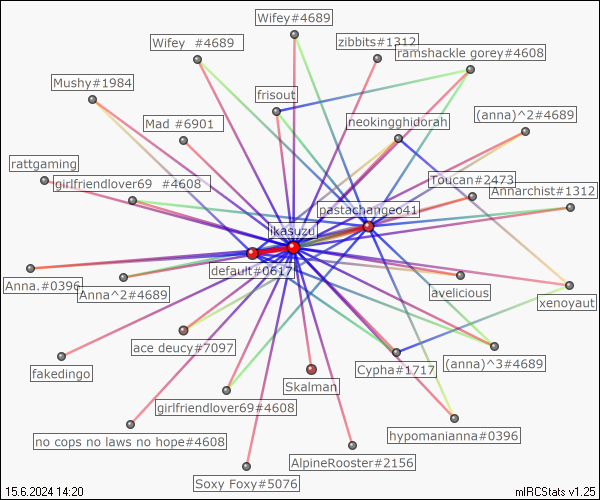 Wifey#4689
Wifey  #4689
zibbits#1312
ramshackle gorey#4608
Mushy#1984
frisout
Mad #6901
neokingghidorah
(anna)^2#4689
rattgaming
girlfriendlover69  #4608
Toucan#2473
Annarchist#1312
pastachangeo41
ikasuzu
default#0617
Anna.#0396
Anna^2#4689
avelicious
xenoyaut
ace deucy#7097
fakedingo
Skalman
Cypha#1717
(anna)^3#4689
girlfriendlover69#4608
no cops no laws no hope#4608
hypomanianna#0396
AlpineRooster#2156
Soxy Foxy#5076
15.6.2024 14:20
mIRCStats v1.25